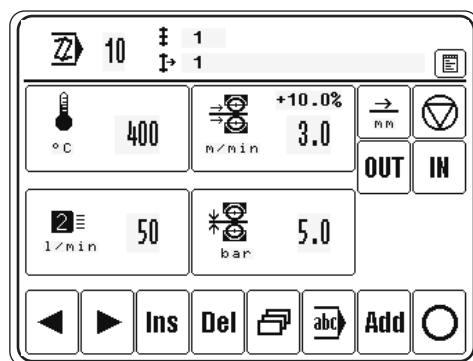 10 1
1
°C 400
m/min +10.0% 3.0
mm
OUT IN
2 l/min 50
bar 5.0
Ins Del abc Add